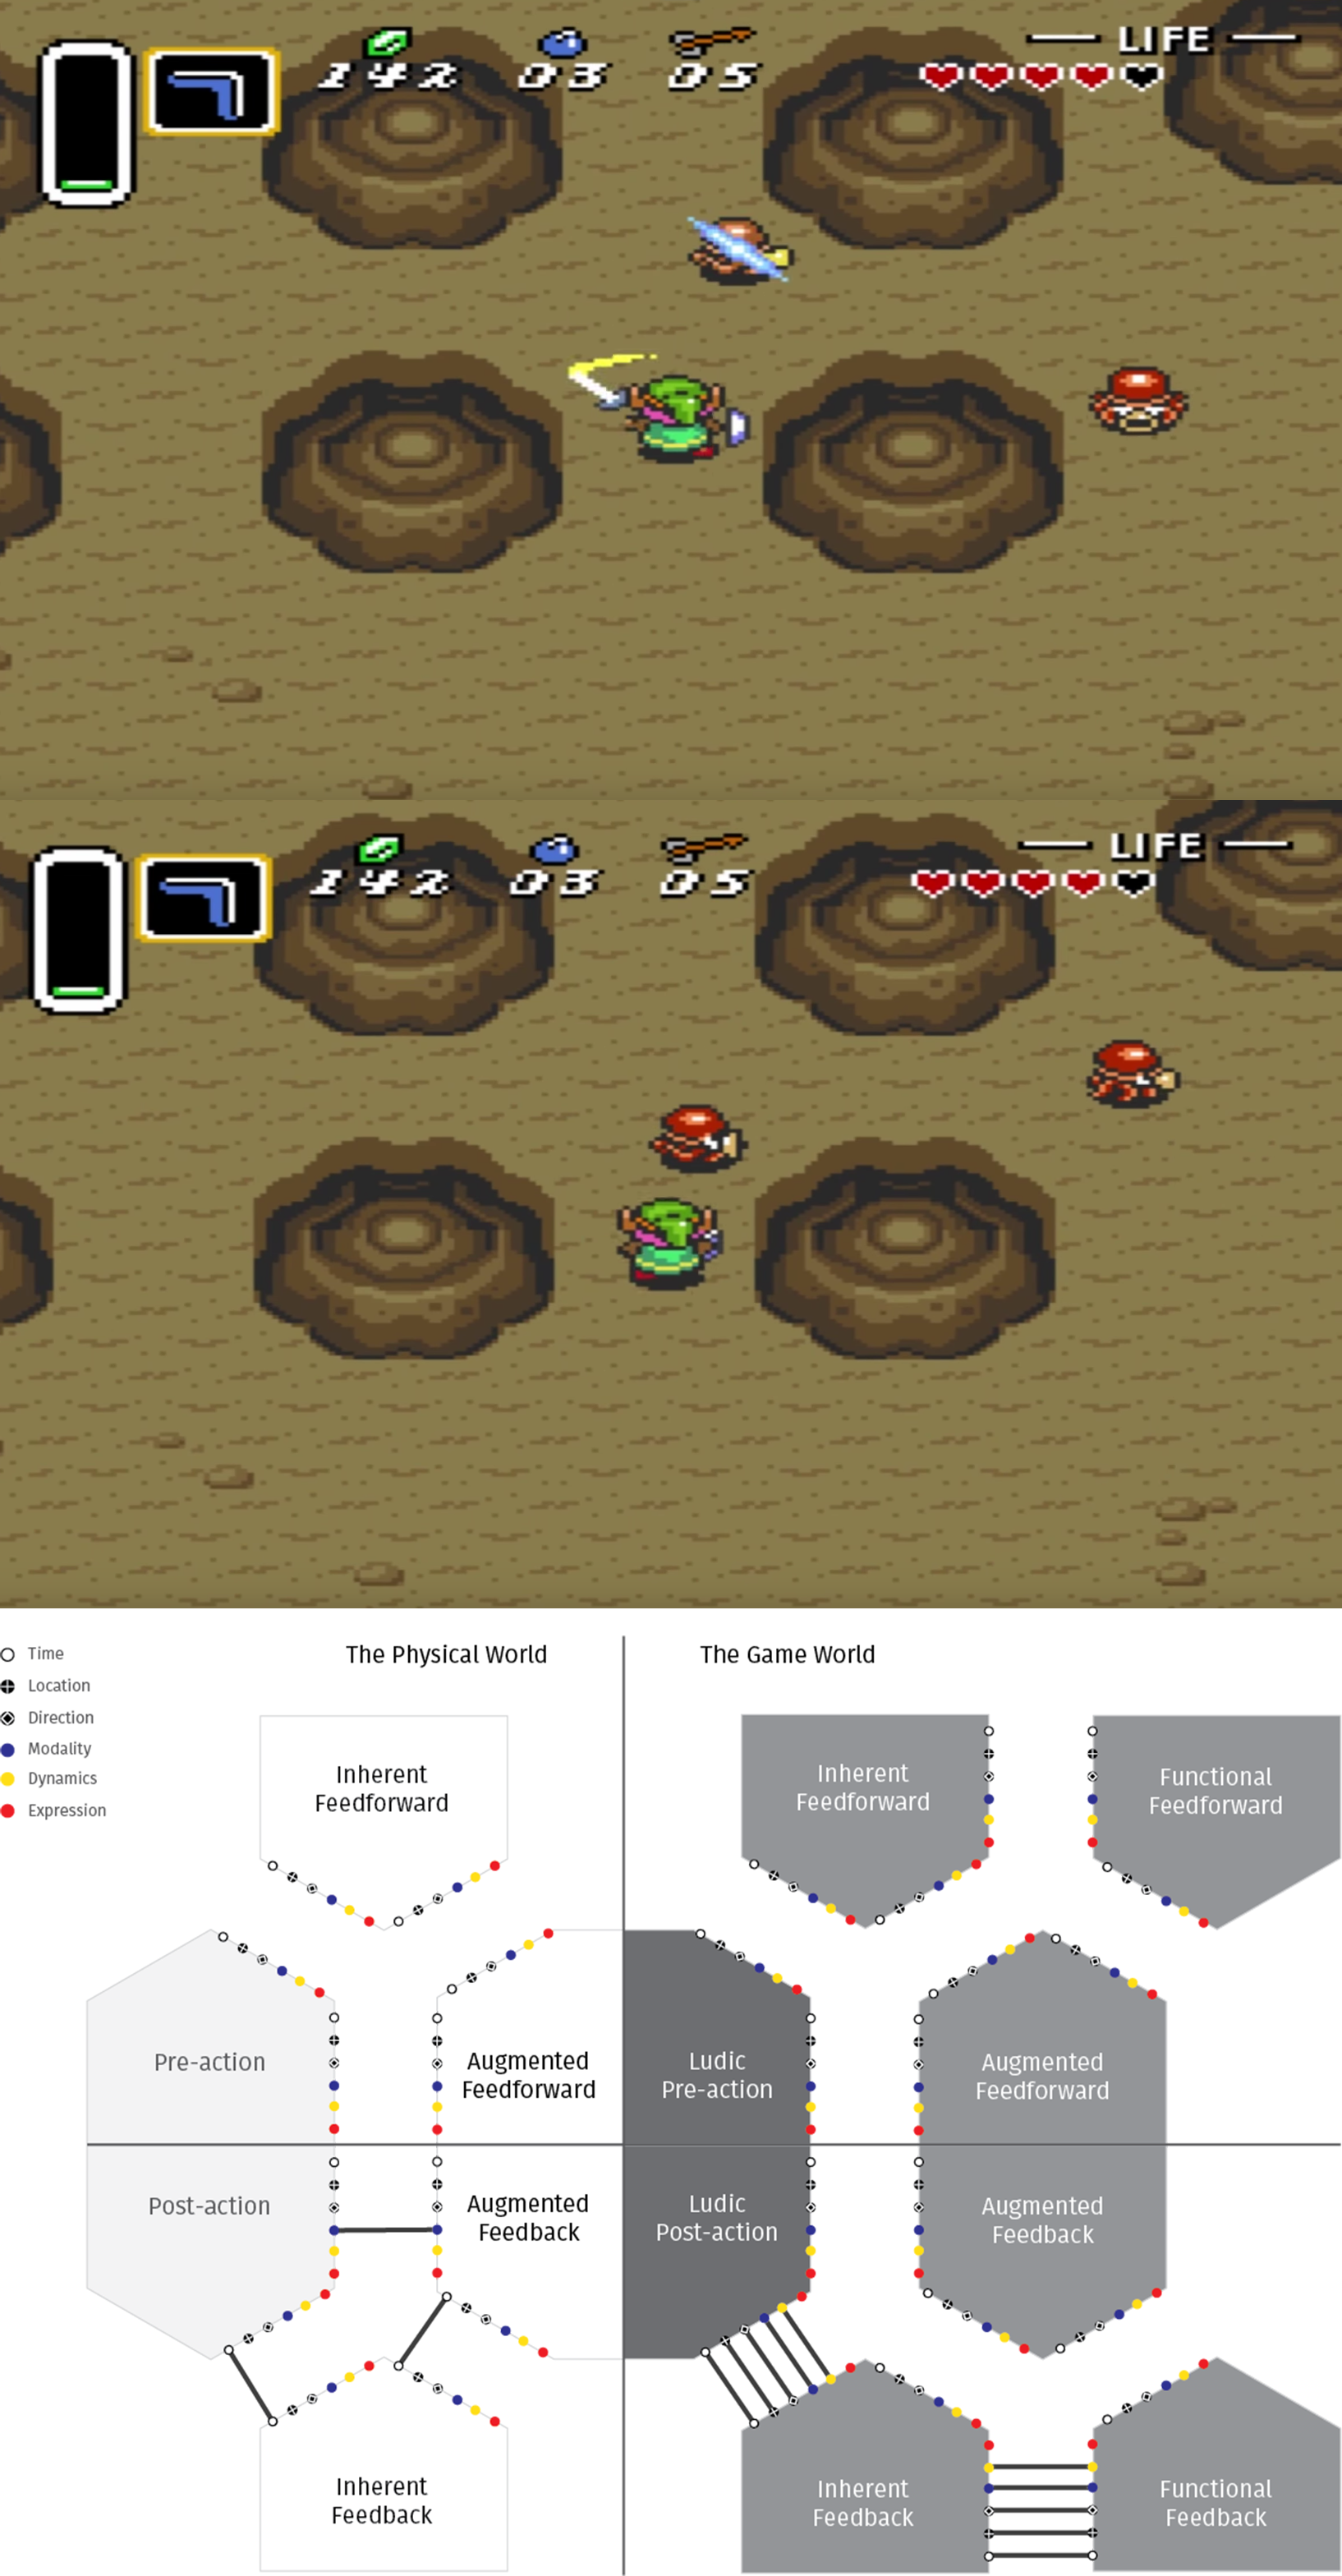 142 03 05
LIFE
142 03 05
LIFE
Time
Location
Direction
Modality
Dynamics
Expression
The Physical World
The Game World
Inherent
Feedforward
Inherent
Feedforward
Functional
Feedforward
Pre-action
Augmented
Feedforward
Ludic
Pre-action
Augmented
Feedforward
Post-action
Augmented
Feedback
Ludic
Post-action
Augmented
Feedback
Inherent
Feedback
Inherent
Feedback
Functional
Feedback